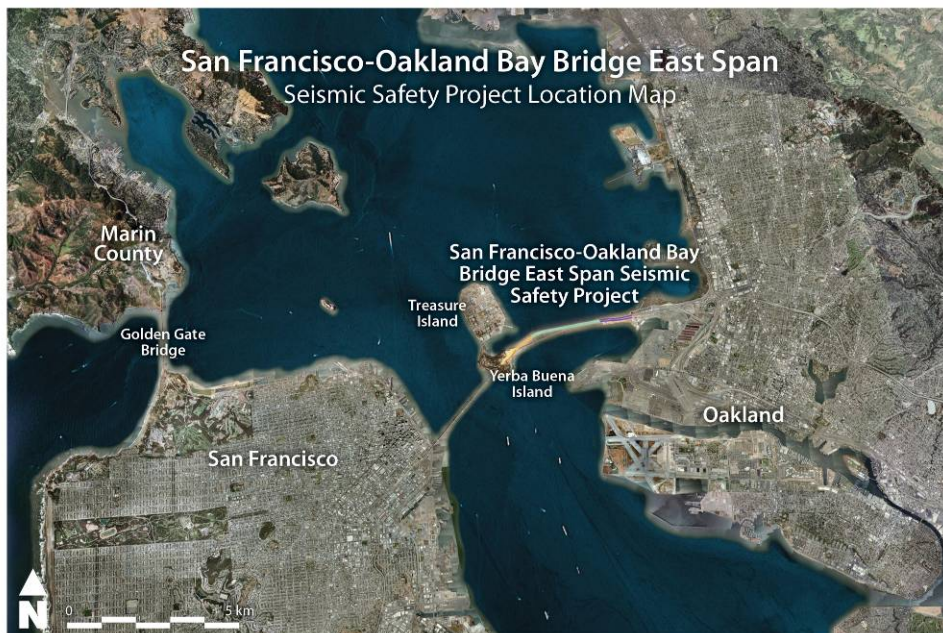 San Francisco-Oakland Bay Bridge East Span
Seismic Safety Project Location Map
Marin
County
San Francisco-Oakland Bay
Bridge East Span Seismic
Safety Project
Treasure
Island
Golden Gate
Bridge
Yerba Buena
Island
Oakland
San Francisco
N
0
5 km